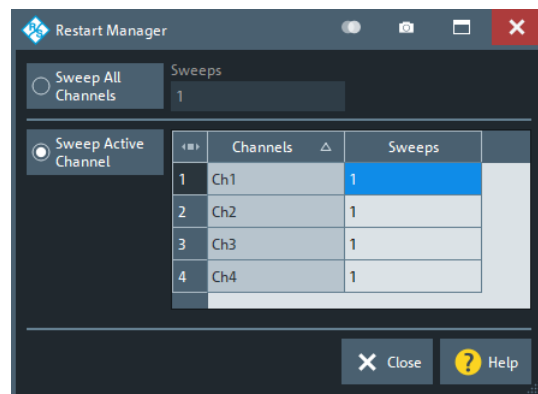 Restart Manager
Sweep All
Channels
Sweeps
1
Sweep Active
Channel
Channels Sweeps
1 Ch1 1
2 Ch2 1
3 Ch3 1
4 Ch4 1
Close
? Help